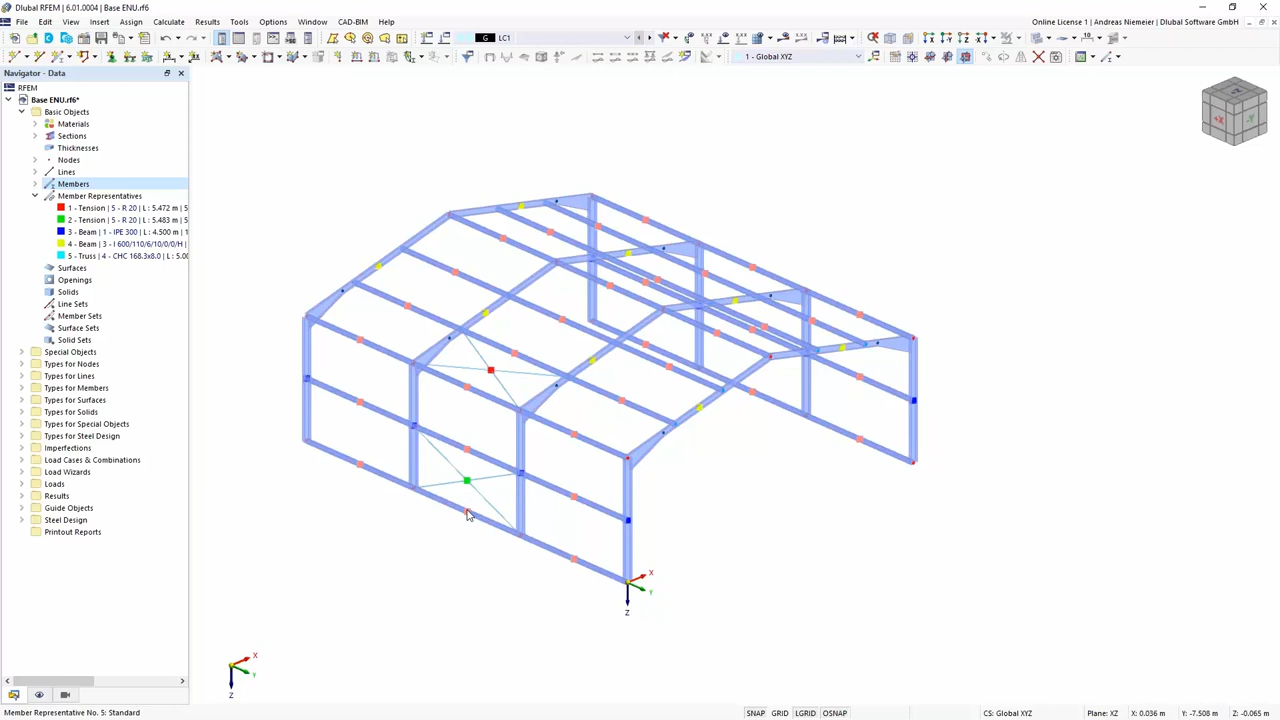 Dlubal RFEM | 6.01.0004 | Base ENU.rf6
File Edit View Insert Assign Calculate Results Tools Options Window CAD-BIM Help
Online License 1 | Andreas Niemeier | Dlubal Software GmbH
G LC1
1 - Global XYZ
Navigator - Data
RFEM
Base ENU.rf6*
Basic Objects
Materials
Sections
Thicknesses
Nodes
Lines
Members
Member Representatives
1 - Tension | 5 - R 20 | L : 5.472 m | 5
2 - Tension | 5 - R 20 | L : 5.483 m | 5
3 - Beam | 1 - IPE 300 | L : 4.500 m | 1
4 - Beam | 3 - I 600/110/6/10/0/0/H |
5 - Truss | 4 - CHC 168.3x8.0 | L : 5.00
Surfaces
Openings
Solids
Line Sets
Member Sets
Surface Sets
Solid Sets
Special Objects
Types for Nodes
Types for Lines
Types for Members
Types for Surfaces
Types for Solids
Types for Special Objects
Types for Steel Design
Imperfections
Load Cases & Combinations
Load Wizards
Loads
Results
Guide Objects
Steel Design
Printout Reports
+X
-Y
X
Y
Z
X
Y
Z
Member Representative No. 5: Standard
SNAP GRID LGRID OSNAP
CS: Global XYZ Plane: XZ X: 0.036 m Y: -7.508 m Z: -0.065 m